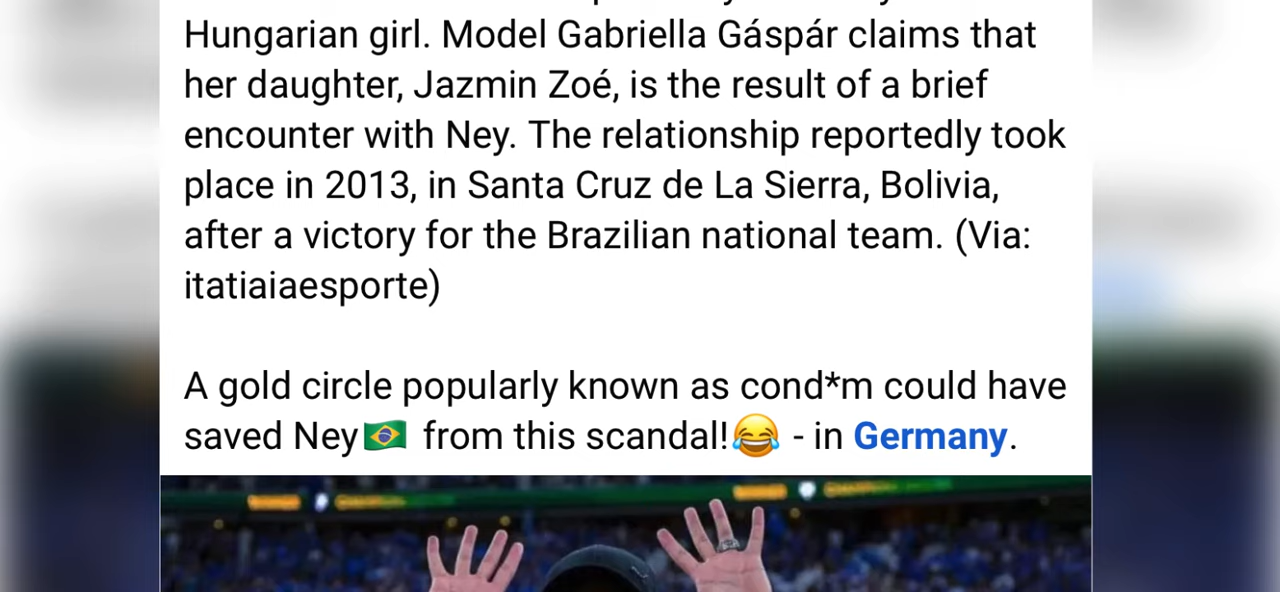 Hungarian girl. Model Gabriella Gáspár claims that
her daughter, Jazmin Zoé, is the result of a brief
encounter with Ney. The relationship reportedly took
place in 2013, in Santa Cruz de La Sierra, Bolivia,
after a victory for the Brazilian national team. (Via:
itatiaiaesporte)
A gold circle popularly known as cond*m could have
saved Ney🇧🇷 from this scandal!😂 - in Germany.